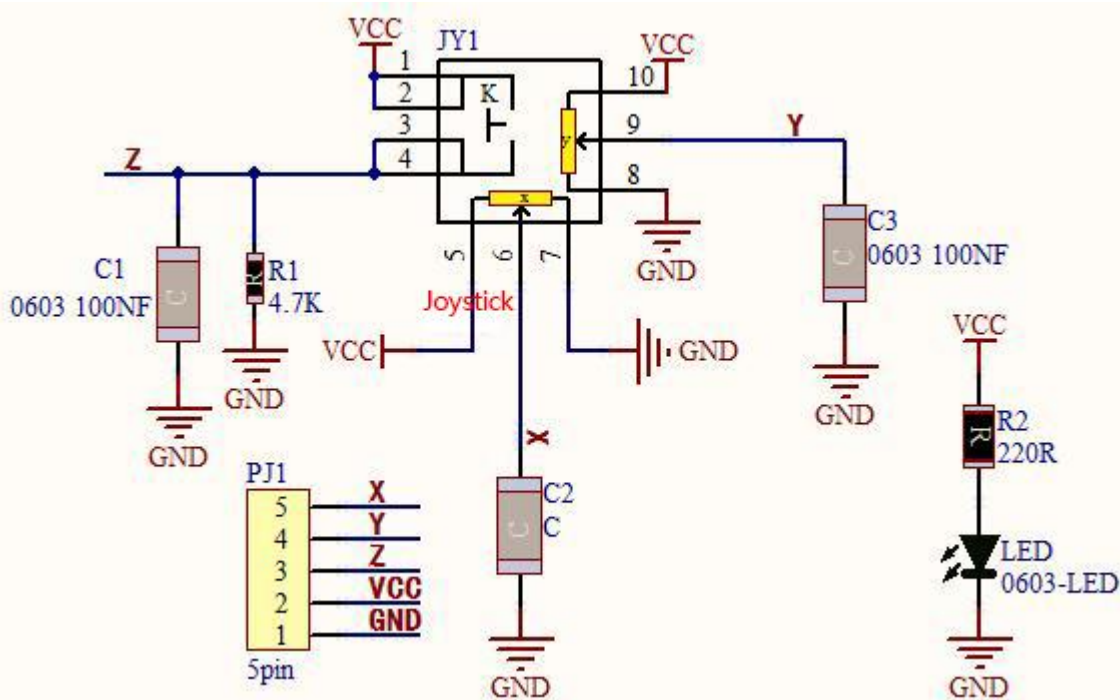 VCC
JY1
VCC
1
2
3
4
K
10
9
8
y
Y
Z
x
5
6
7
GND
C1
0603 100NF
C
R
R1
4.7K
C3
0603 100NF
C
Joystick
VCC
GND
GND
GND
GND
VCC
R2
220R
R
X
PJ1
5
X
4
Y
3
Z
2
VCC
1
GND
5pin
C2
C
C
LED
0603-LED
GND
GND